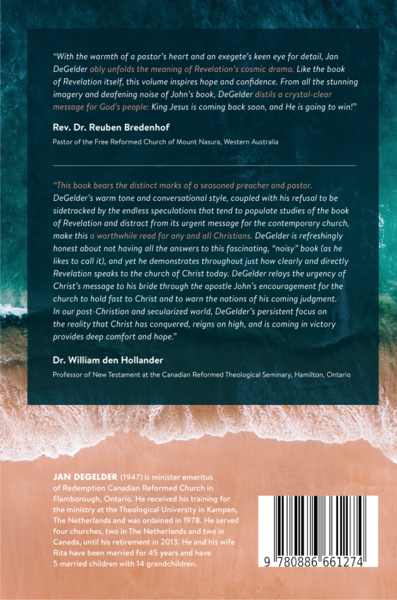 “With the warmth of a pastor’s heart and an exegete’s keen eye for detail, Jan
DeGelder ably unfolds the meaning of Revelation’s cosmic drama. Like the book
of Revelation itself, this volume inspires hope and confidence. From all the stunning
imagery and deafening noise of John’s book, DeGelder distils a crystal-clear
message for God’s people: King Jesus is coming back soon, and He is going to win!”
Rev. Dr. Reuben Bredenhof
Pastor of the Free Reformed Church of Mount Nasura, Western Australia
“This book bears the distinct marks of a seasoned preacher and pastor.
DeGelder’s warm tone and conversational style, coupled with his refusal to be
sidetracked by the endless speculations that tend to populate studies of the book
of Revelation and distract from its urgent message for the contemporary church,
make this a worthwhile read for any and all Christians. DeGelder is refreshingly
honest about not having all the answers to this fascinating, “noisy” book (as he
likes to call it), and yet he demonstrates throughout just how clearly and directly
Revelation speaks to the church of Christ today. DeGelder relays the urgency of
Christ’s message to his bride through the apostle John’s encouragement for the
church to hold fast to Christ and to warn the nations of his coming judgment.
In our post-Christian and secularized world, DeGelder’s persistent focus on
the reality that Christ has conquered, reigns on high, and is coming in victory
provides deep comfort and hope.”
Dr. William den Hollander
Professor of New Testament at the Canadian Reformed Theological Seminary, Hamilton, Ontario
JAN DEGELDER (1947) is minister emeritus
of Redemption Canadian Reformed Church in
Flamborough, Ontario. He received his training for
the ministry at the Theological University in Kampen,
The Netherlands and was ordained in 1978. He served
four churches, two in The Netherlands and two in
Canada, until his retirement in 2013. He and his wife
Rita have been married for 45 years and have
5 married children with 14 grandchildren.
9 780886 661274